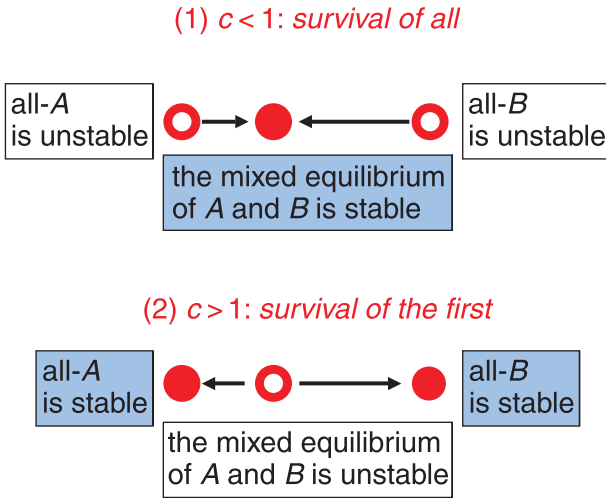 (1) c < 1: survival of all
all-A
is unstable
all-B
is unstable
the mixed equilibrium
of A and B is stable
(2) c > 1: survival of the first
all-A
is stable
all-B
is stable
the mixed equilibrium
of A and B is unstable